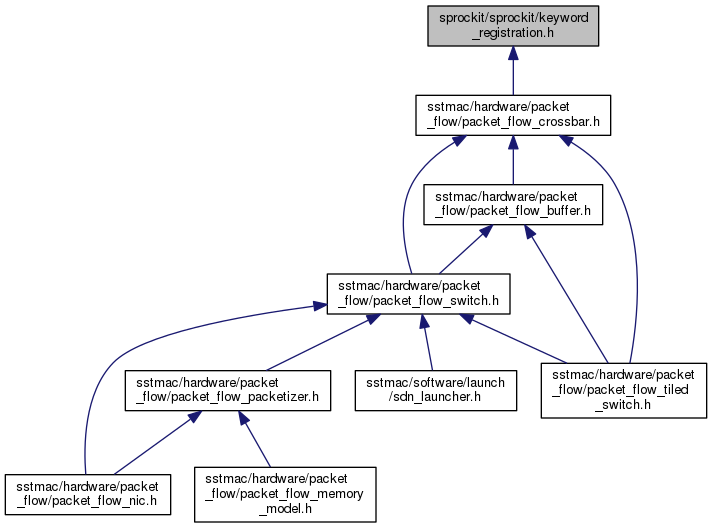 sprockit/sprockit/keyword
_registration.h
sstmac/hardware/packet
_flow/packet_flow_crossbar.h
sstmac/hardware/packet
_flow/packet_flow_buffer.h
sstmac/hardware/packet
_flow/packet_flow_switch.h
sstmac/hardware/packet
_flow/packet_flow_packetizer.h
sstmac/software/launch
/sdn_launcher.h
sstmac/hardware/packet
_flow/packet_flow_tiled
_switch.h
sstmac/hardware/packet
_flow/packet_flow_nic.h
sstmac/hardware/packet
_flow/packet_flow_memory
_model.h